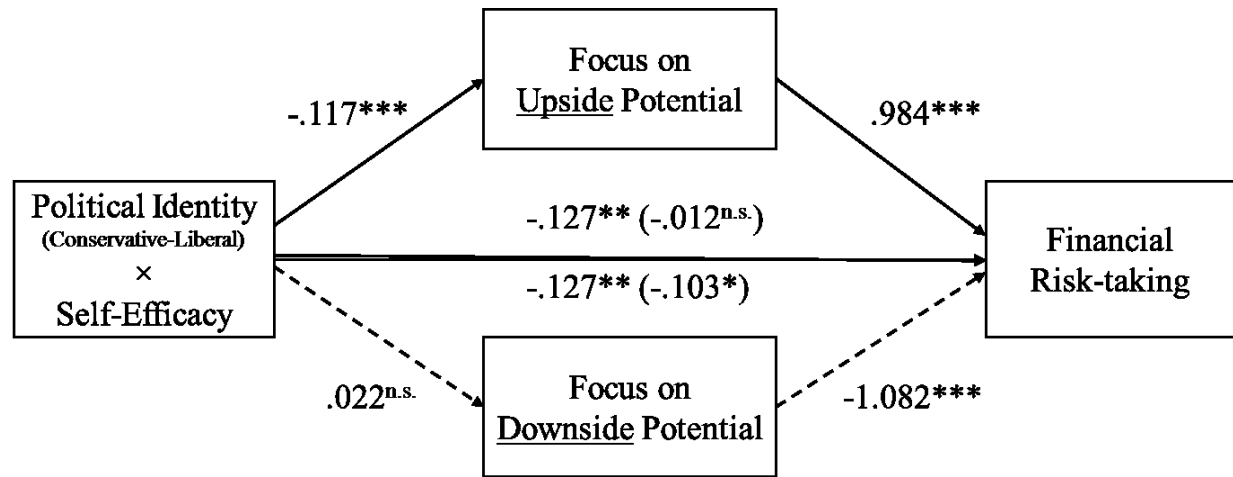 Focus on
Upside Potential
-.117***
.984***
Political Identity
(Conservative-Liberal)
×
Self-Efficacy
-.127** (-.012n.s.)
-.127** (-.103*)
Financial
Risk-taking
.022n.s.
-1.082***
Focus on
Downside Potential